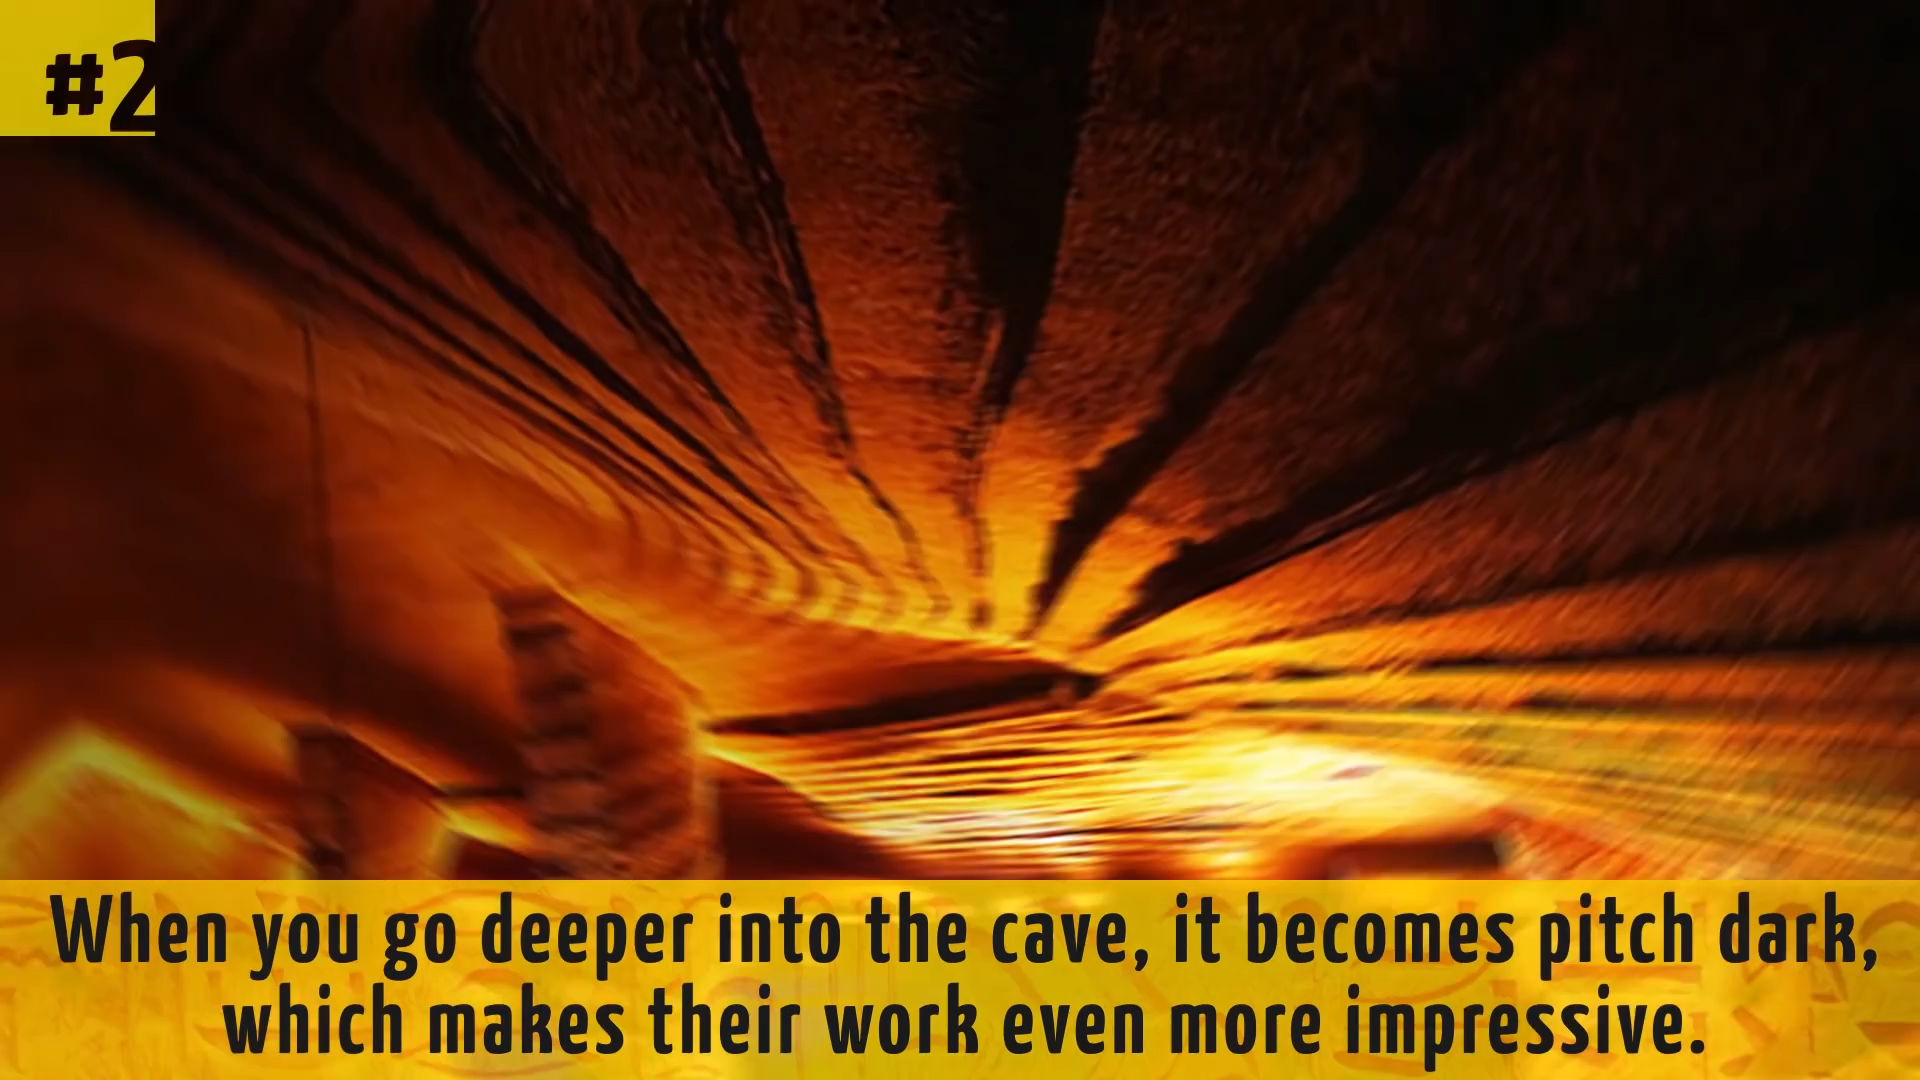 #2
When you go deeper into the cave, it becomes pitch dark,
which makes their work even more impressive.